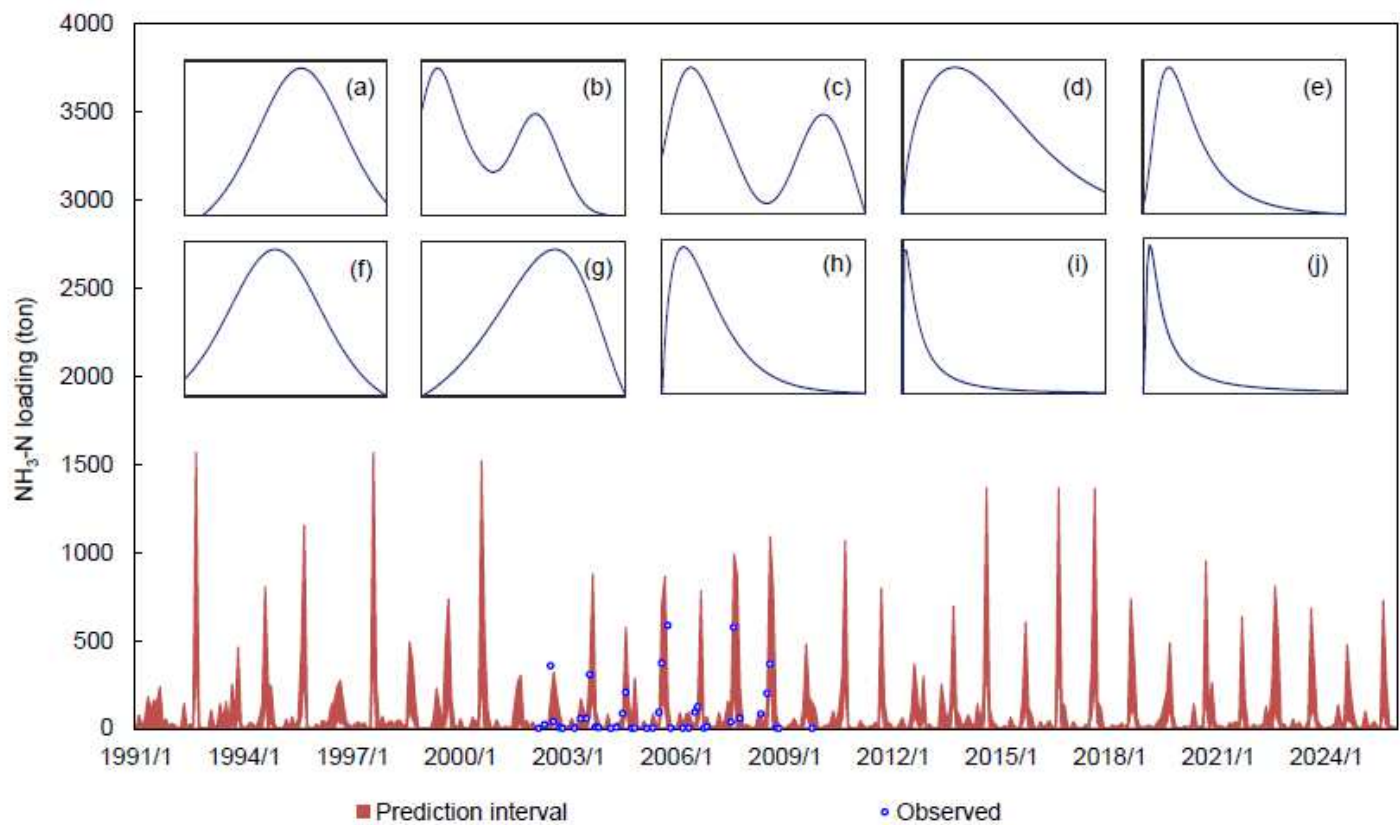 4000
3500
3000
2500
2000
1500
1000
500
0
NH₃-N loading (ton)
(a)
(b)
(c)
(d)
(e)
(f)
(g)
(h)
(i)
(j)
1991/1 1994/1 1997/1 2000/1 2003/1 2006/1 2009/1 2012/1 2015/1 2018/1 2021/1 2024/1
Prediction interval
Observed